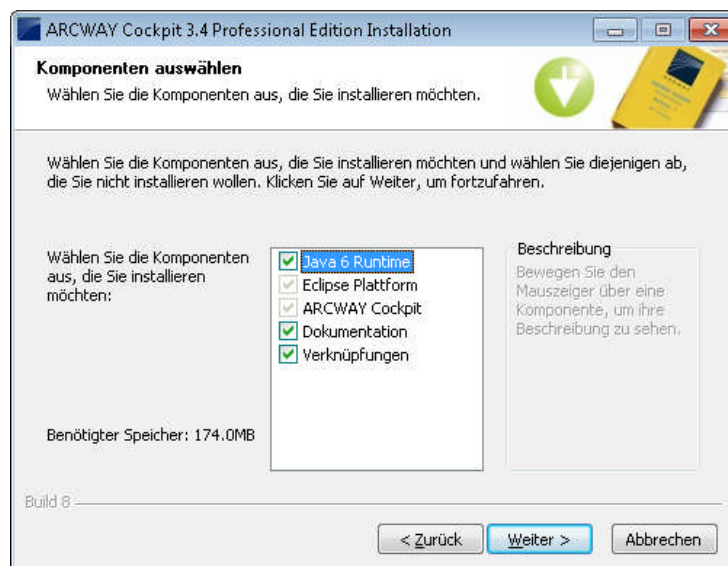 ARCWAY Cockpit 3.4 Professional Edition Installation
Komponenten auswählen
Wählen Sie die Komponenten aus, die Sie installieren möchten.
Wählen Sie die Komponenten aus, die Sie installieren möchten und wählen Sie diejenigen ab,
die Sie nicht installieren wollen. Klicken Sie auf Weiter, um fortzufahren.
Wählen Sie die Komponenten
aus, die Sie installieren
möchten:
Java 6 Runtime
Eclipse Plattform
ARCWAY Cockpit
Dokumentation
Verknüpfungen
Beschreibung
Bewegen Sie den
Mauszeiger über eine
Komponente, um ihre
Beschreibung zu sehen.
Benötigter Speicher: 174.0MB
Build 8
< Zurück
Weiter >
Abbrechen